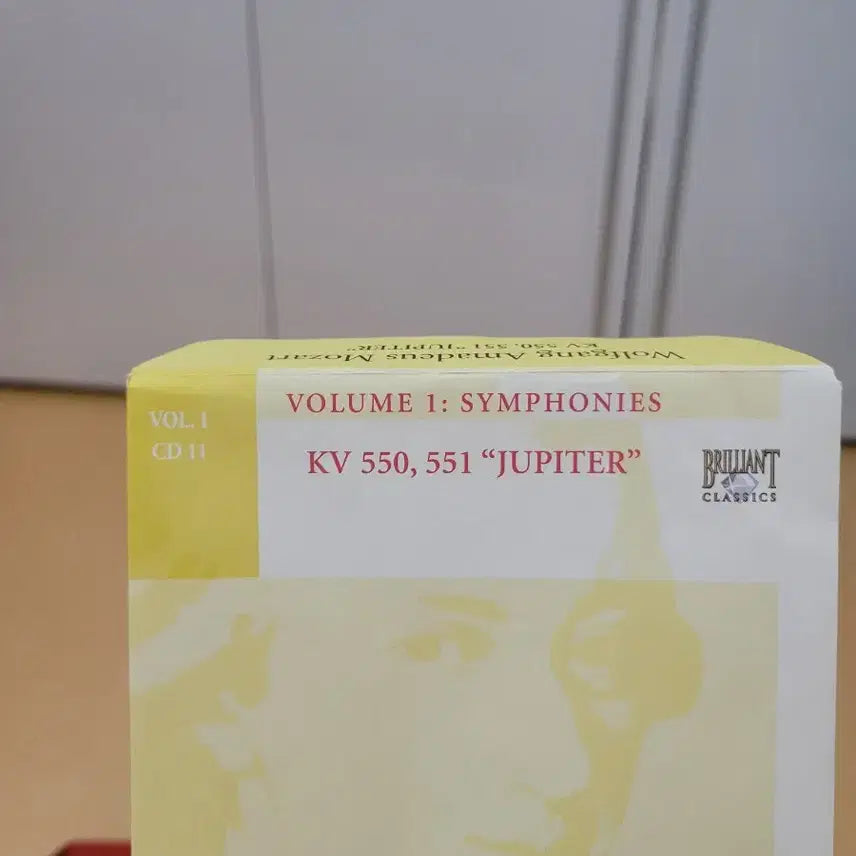 Wolfgang Amadeus Mozart
KV 550, 551 "JUPITER"
VOL. 1
CD 11
VOLUME 1: SYMPHONIES
KV 550, 551 “JUPITER”
BRILLIANT
CLASSICS